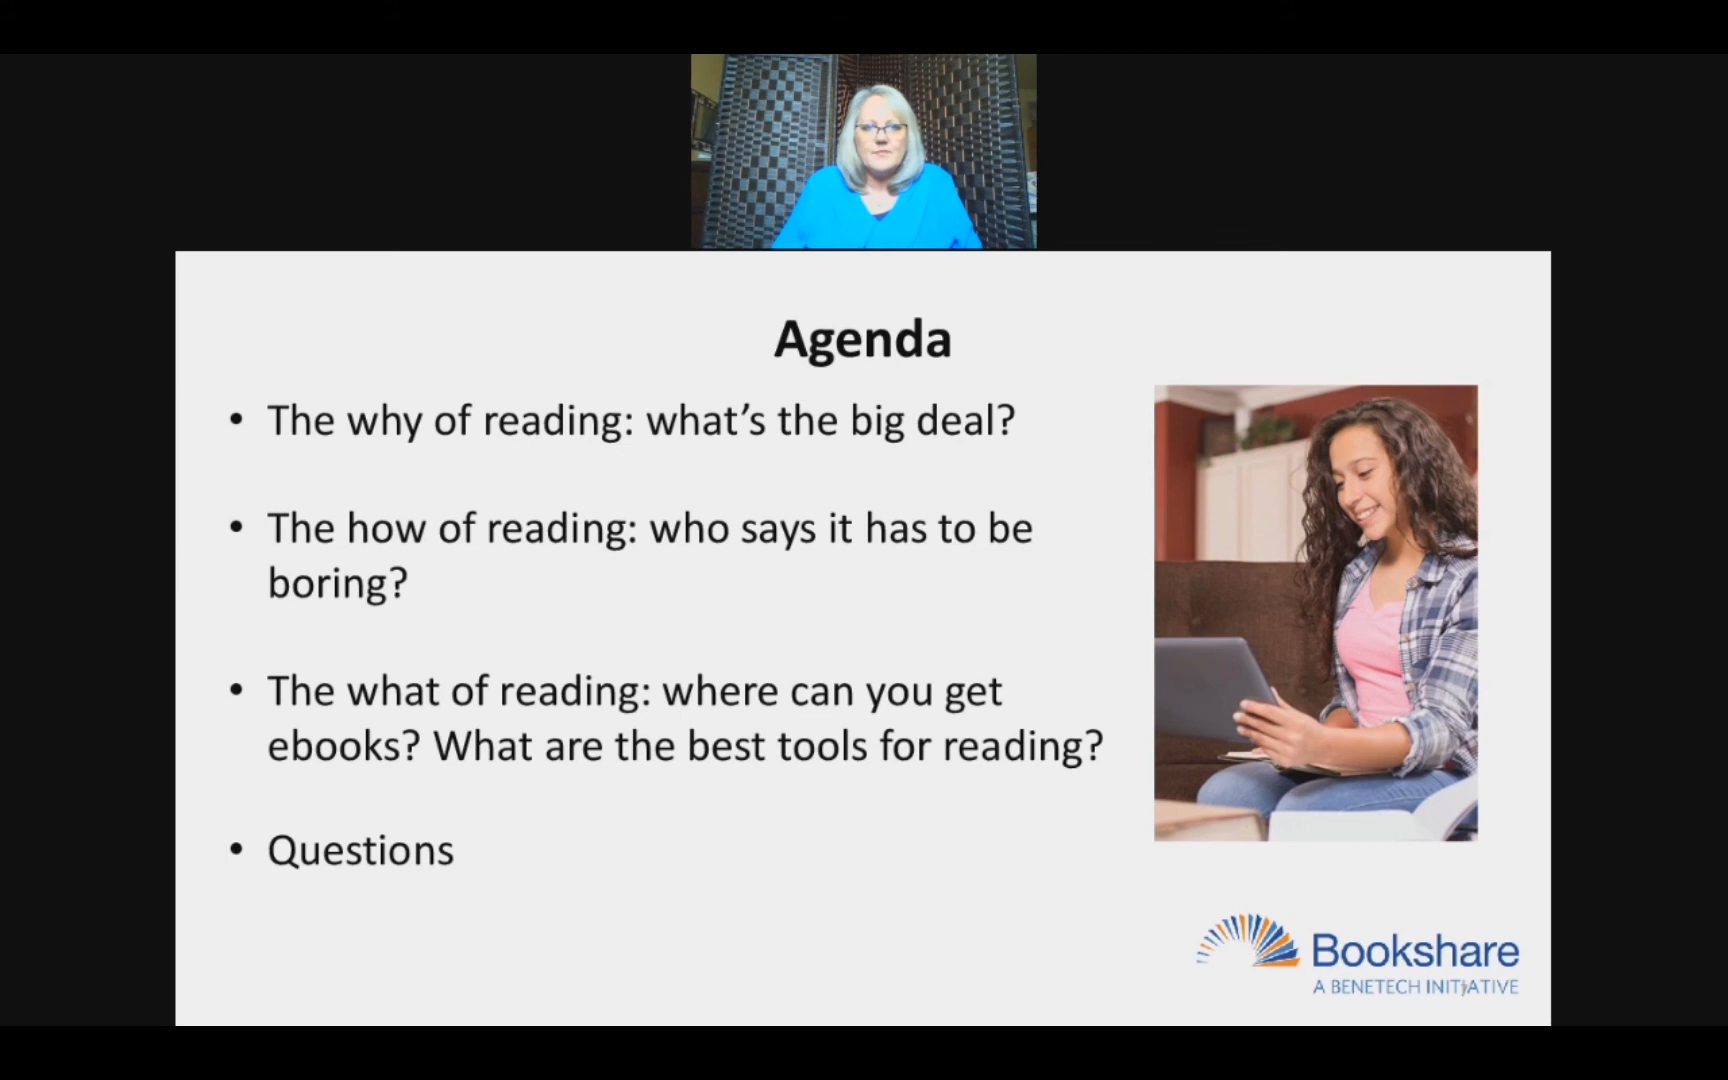 Agenda
• The why of reading: what’s the big deal?
• The how of reading: who says it has to be
boring?
• The what of reading: where can you get
ebooks? What are the best tools for reading?
• Questions
Bookshare
A BENETECH INITIATIVE